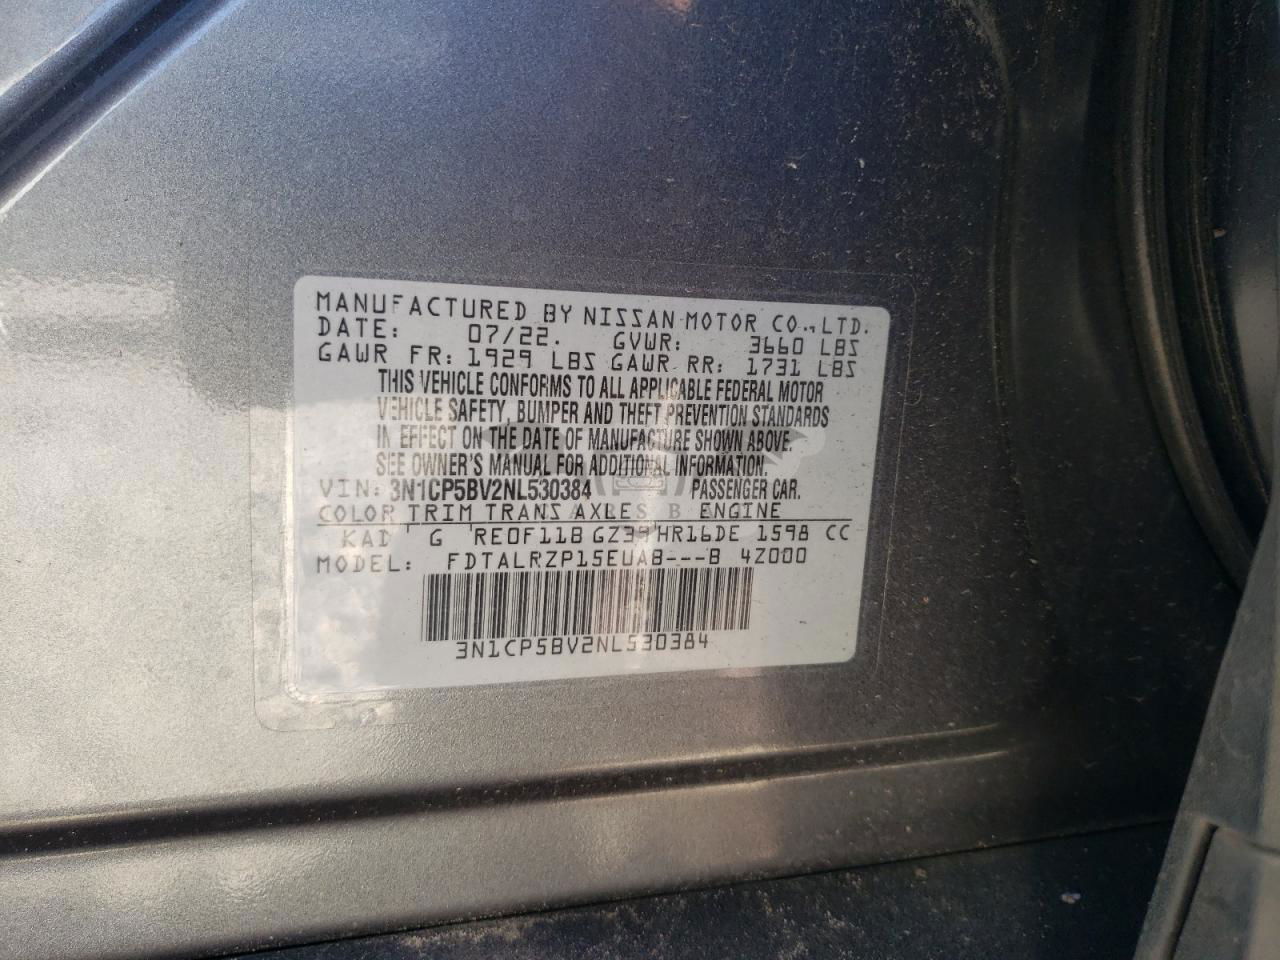 MANUFACTURED BY NISSAN MOTOR CO., LTD.
DATE: 07/22. GVWR: 3660 LBS
GAWR FR: 1929 LBS GAWR RR: 1731 LBS
THIS VEHICLE CONFORMS TO ALL APPLICABLE FEDERAL MOTOR
VEHICLE SAFETY, BUMPER AND THEFT PREVENTION STANDARDS
IN EFFECT ON THE DATE OF MANUFACTURE SHOWN ABOVE.
SEE OWNER'S MANUAL FOR ADDITIONAL INFORMATION.
VIN: 3N1CP5BV2NL530384 PASSENGER CAR.
COLOR TRIM TRANS AXLES ENGINE
KAD G RE0F11B GZ39 HR16DE 1598 CC
MODEL: FDTALRZP15EUAB---B 4Z000
3N1CP5BV2NL530384